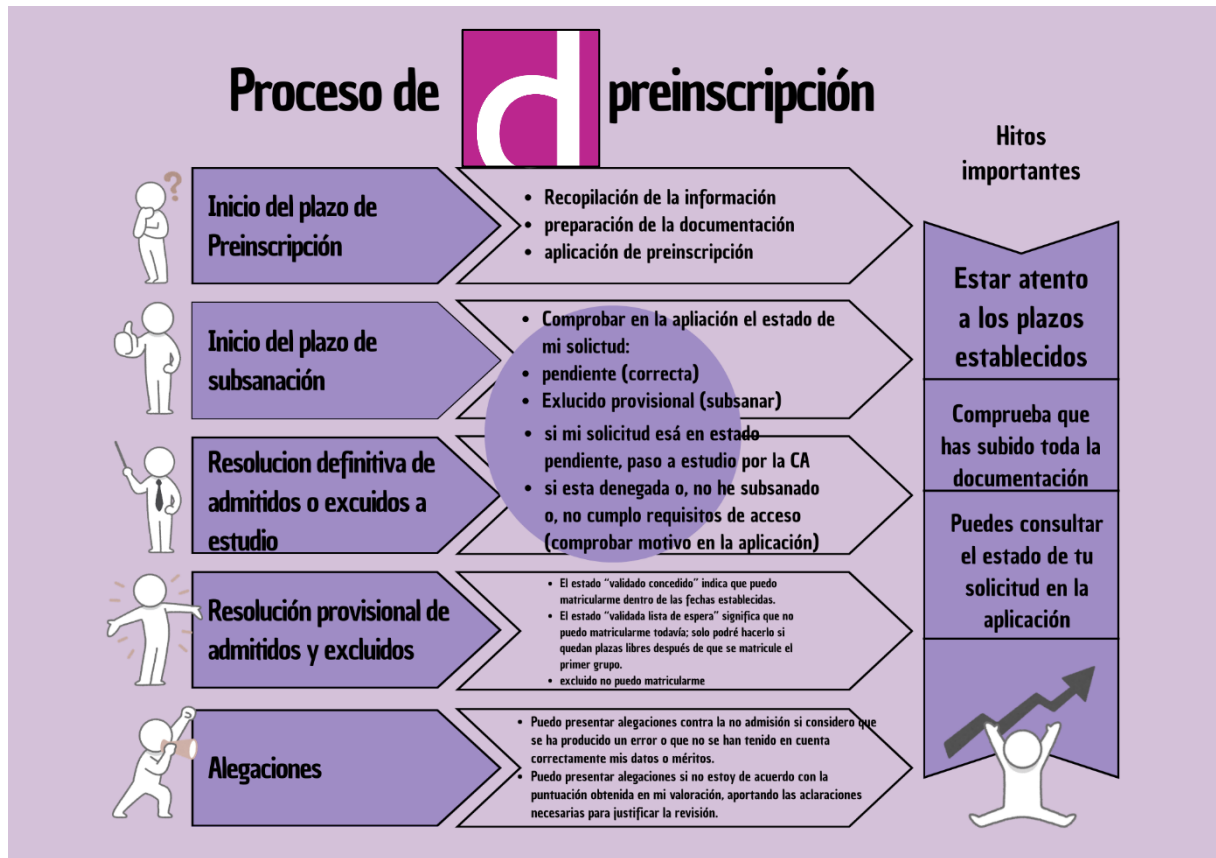 Proceso de d preinscripción
Hitos
importantes
Inicio del plazo de
Preinscripción
• Recopilación de la información
• preparación de la documentación
• aplicación de preinscripción
Inicio del plazo de
subsanación
• Comprobar en la apliación el estado de
mi solictud:
• pendiente (correcta)
• Exlucido provisional (subsanar)
Resolucion definitiva de
admitidos o excuidos a
estudio
• si mi solicitud esá en estado
pendiente, paso a estudio por la CA
• si esta denegada o, no he subsanado
o, no cumplo requisitos de acceso
(comprobar motivo en la aplicación)
Resolución provisional de
admitidos y excluidos
• El estado “validado concedido” indica que puedo
matricularme dentro de las fechas establecidas.
• El estado “validada lista de espera” significa que no
puedo matricularme todavía; solo podré hacerlo si
quedan plazas libres después de que se matricule el
primer grupo.
• excluido no puedo matricularme
Alegaciones
• Puedo presentar alegaciones contra la no admisión si considero que
se ha producido un error o que no se han tenido en cuenta
correctamente mis datos o méritos.
• Puedo presentar alegaciones si no estoy de acuerdo con la
puntuación obtenida en mi valoración, aportando las aclaraciones
necesarias para justificar la revisión.
Estar atento
a los plazos
establecidos
Comprueba que
has subido toda la
documentación
Puedes consultar
el estado de tu
solicitud en la
aplicación
?